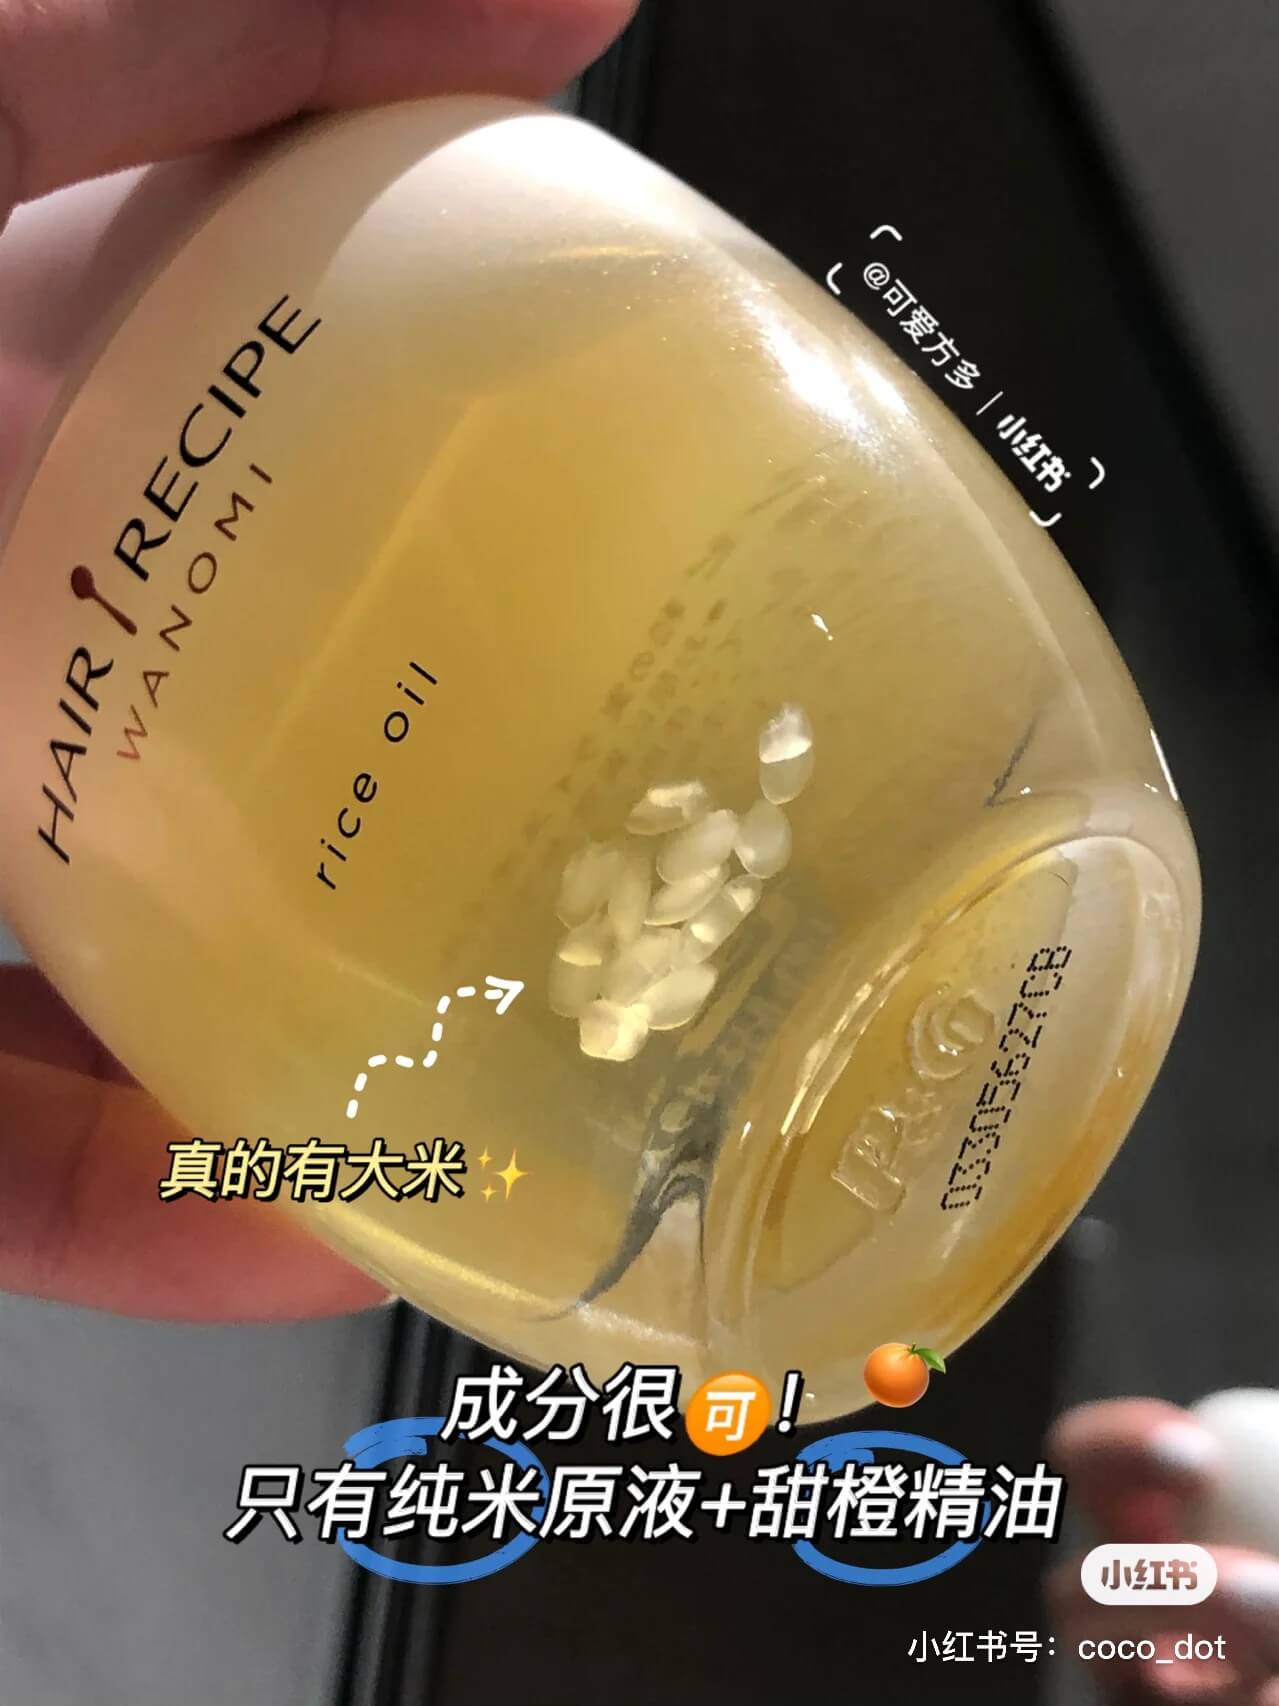 @可爱方多 | 小红书
HAIR RECIPE
WANOMI
rice oil
P&G
0330562708
真的有大米
成分很可!
只有纯米原液+甜橙精油
小红书
小红书号：coco_dot